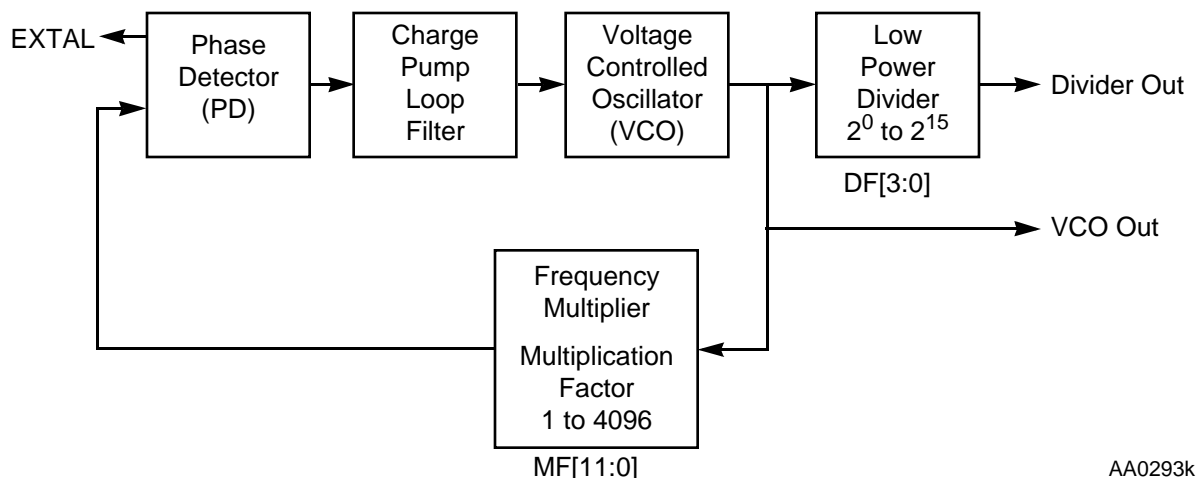 EXTAL
Phase
Detector
(PD)
Charge
Pump
Loop
Filter
Voltage
Controlled
Oscillator
(VCO)
Low
Power
Divider
2⁰ to 2¹⁵
DF[3:0]
Divider Out
VCO Out
Frequency
Multiplier
Multiplication
Factor
1 to 4096
MF[11:0]
AA0293k